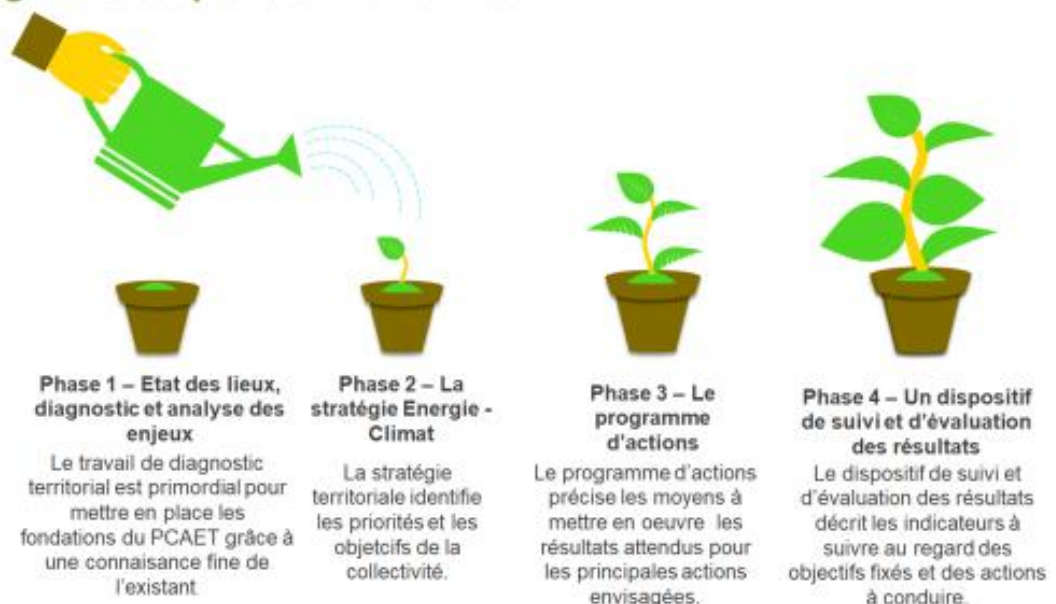 Phase 1 – Etat des lieux,
diagnostic et analyse des
enjeux
Le travail de diagnostic
territorial est primordial pour
mettre en place les
fondations du PCAET grâce à
une connaissance fine de
l'existant
Phase 2 – La
stratégie Energie -
Climat
La stratégie
territoriale identifie
les priorités et les
objetcifs de la
collectivité.
Phase 3 – Le
programme
d'actions
Le programme d'actions
précise les moyens à
mettre en oeuvre les
résultats attendus pour
les principales actions
envisagées.
Phase 4 – Un dispositif
de suivi et d'évaluation
des résultats
Le dispositif de suivi et
d'évaluation des résultats
décrit les indicateurs à
suivre au regard des
objectifs fixés et des actions
à conduire.